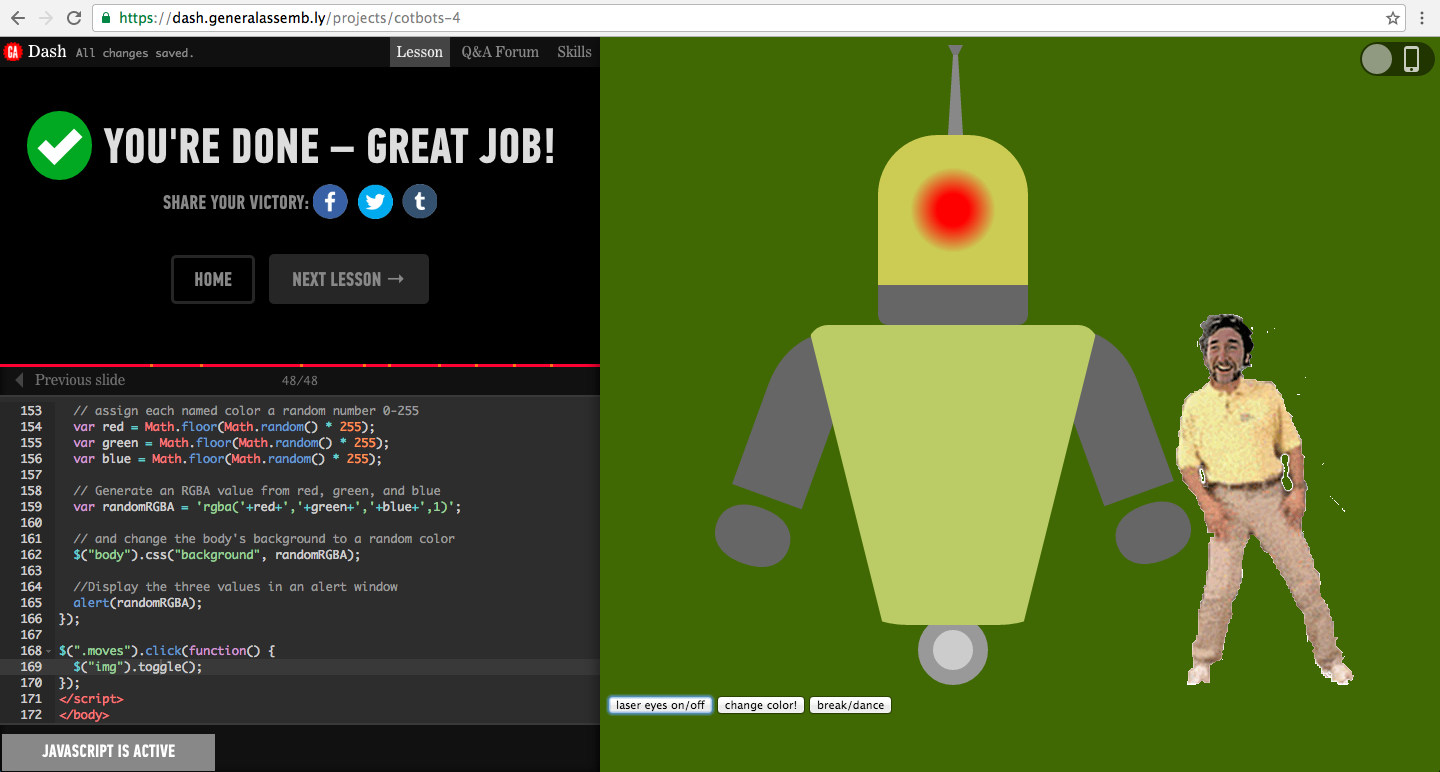 https://dash.generalassemb.ly/projects/cotbots-4
GA Dash All changes saved. Lesson Q&A Forum Skills
YOU'RE DONE — GREAT JOB!
SHARE YOUR VICTORY: f t
HOME NEXT LESSON →
Previous slide 48/48
153 // assign each named color a random number 0-255
154 var red = Math.floor(Math.random() * 255);
155 var green = Math.floor(Math.random() * 255);
156 var blue = Math.floor(Math.random() * 255);
157
158 // Generate an RGBA value from red, green, and blue
159 var randomRGBA = 'rgba('+red+','+green+','+blue+',1)';
160
161 // and change the body's background to a random color
162 $("body").css("background", randomRGBA);
163
164 //Display the three values in an alert window
165 alert(randomRGBA);
166 });
167
168 $(".moves").click(function() {
169 $("img").toggle();
170 });
171 </script>
172 </body>
JAVASCRIPT IS ACTIVE
laser eyes on/off change color! break/dance